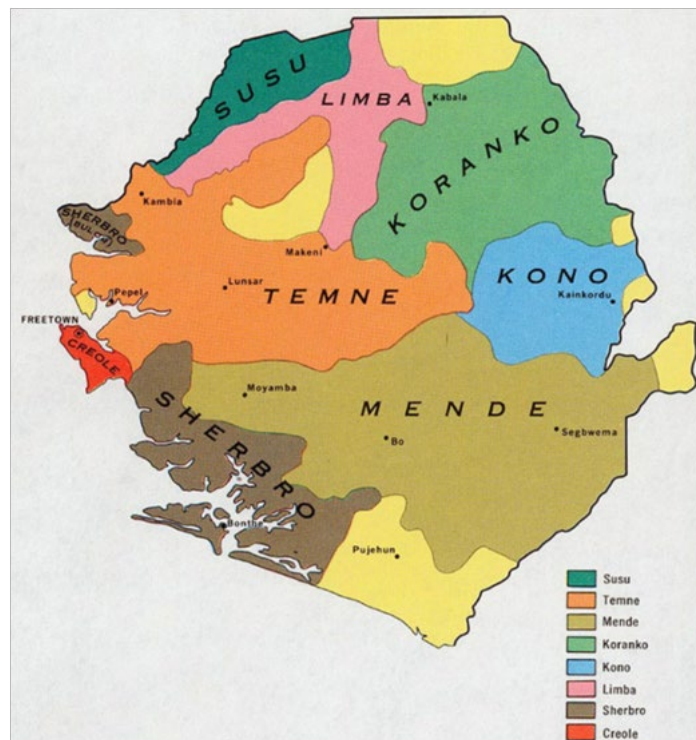 SUSU
LIMBA
Kabala
KORANKO
Kambia
SHERBRO
(BULOM)
Makeni
KONO
Lunsar
TEMNE
Pepel
Kainkordu
FREETOWN
CREOLE
Moyamba
MENDE
SHERBRO
Segbwema
Bo
Bonthe
Pujehun
Susu
Temne
Mende
Koranko
Kono
Limba
Sherbro
Creole